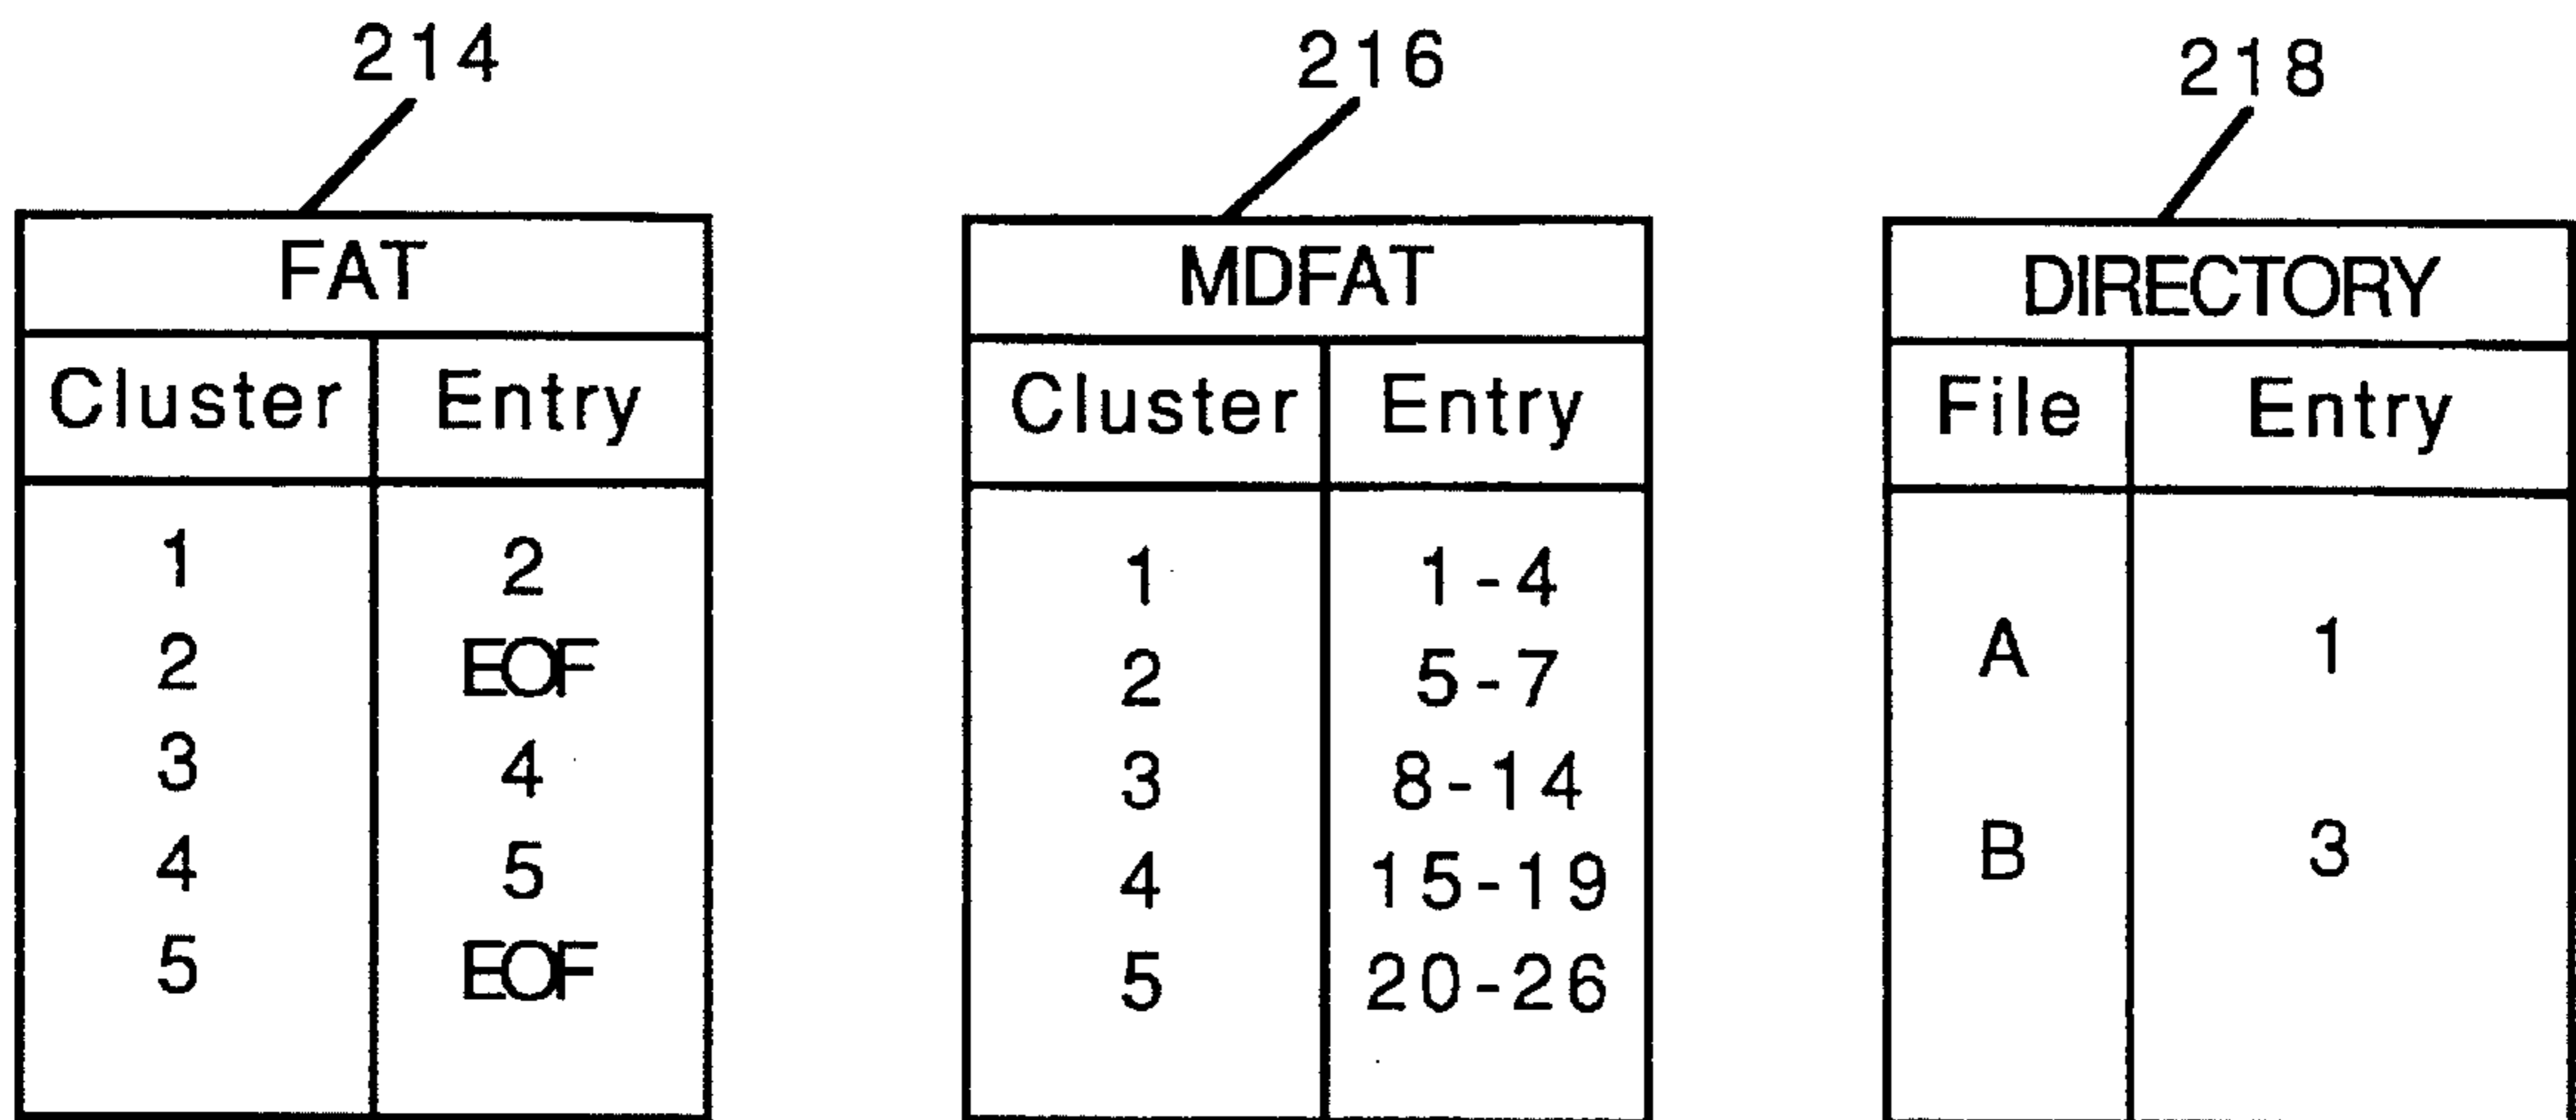 214
216
218
FAT
Cluster Entry
1 2
2 EOF
3 4
4 5
5 EOF
MDFAT
Cluster Entry
1 1-4
2 5-7
3 8-14
4 15-19
5 20-26
DIRECTORY
File Entry
A 1
B 3